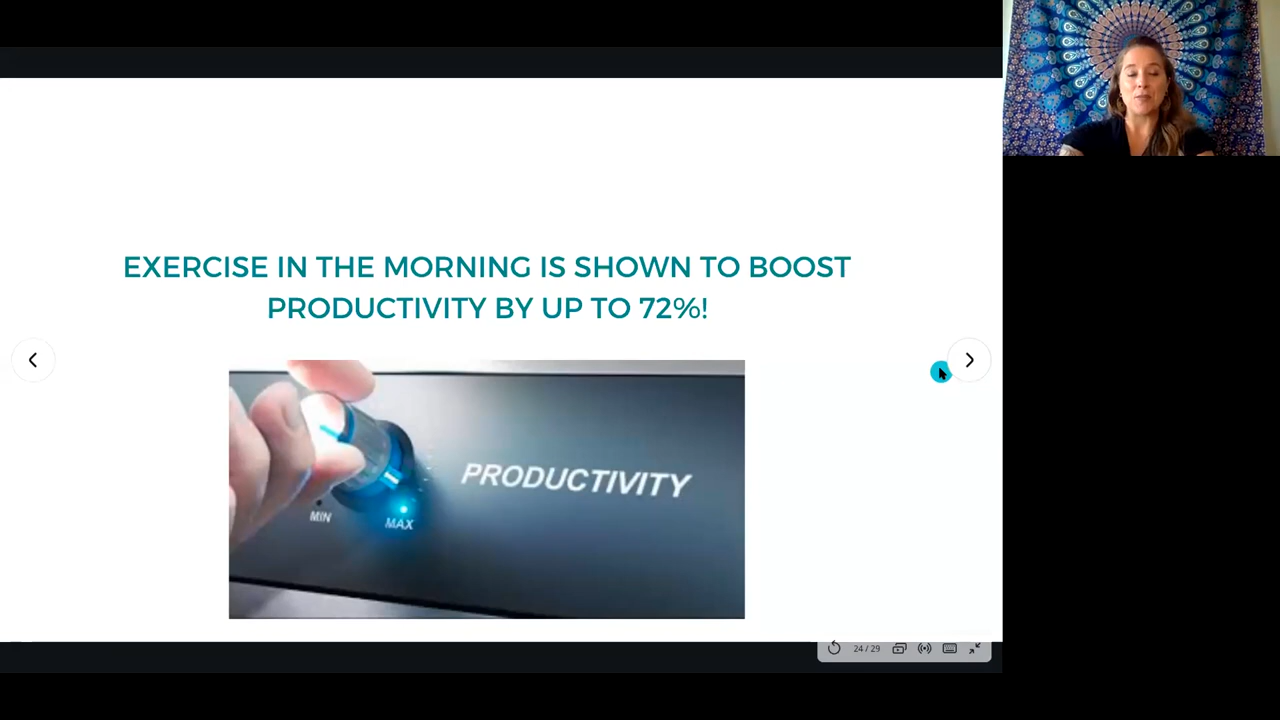 EXERCISE IN THE MORNING IS SHOWN TO BOOST
PRODUCTIVITY BY UP TO 72%!
PRODUCTIVITY
MIN
MAX
24 / 29